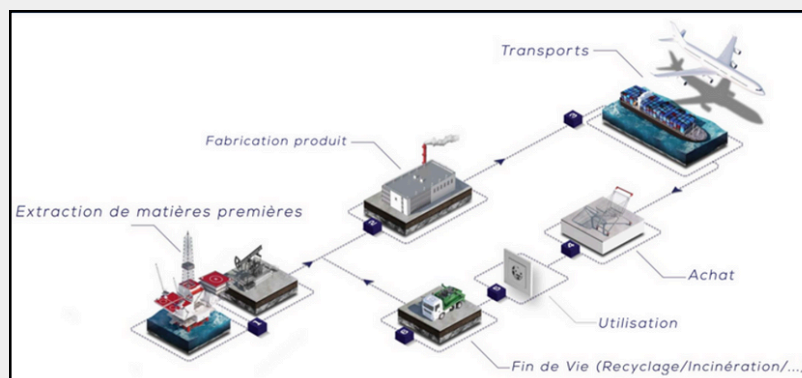 Transports
Fabrication produit
Extraction de matières premières
Achat
Utilisation
Fin de Vie (Recyclage/Incinération/...